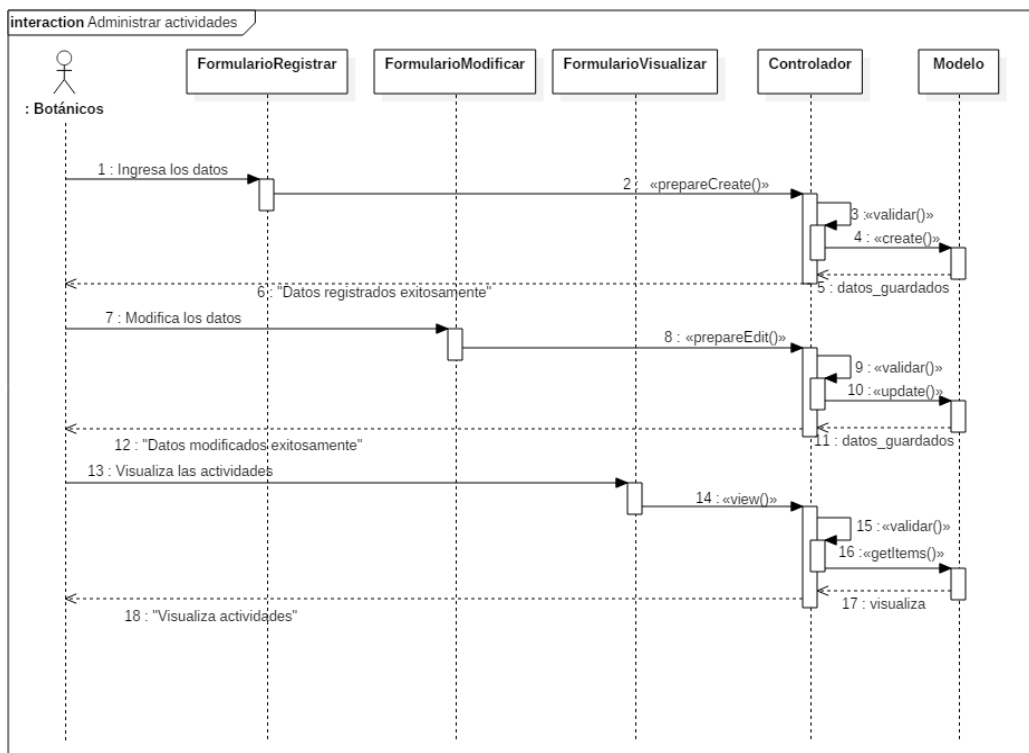 interaction Administrar actividades
FormularioRegistrar
FormularioModificar
FormularioVisualizar
Controlador
Modelo
: Botánicos
1 : Ingresa los datos
2 : «prepareCreate()»
3 :«validar()»
4 : «create()»
5 : datos_guardados
6 : "Datos registrados exitosamente"
7 : Modifica los datos
8 : «prepareEdit()»
9 : «validar()»
10 :«update()»
11 : datos_guardados
12 : "Datos modificados exitosamente"
13 : Visualiza las actividades
14 : «view()»
15 : «validar()»
16 :«getItems()»
17 : visualiza
18 : "Visualiza actividades"